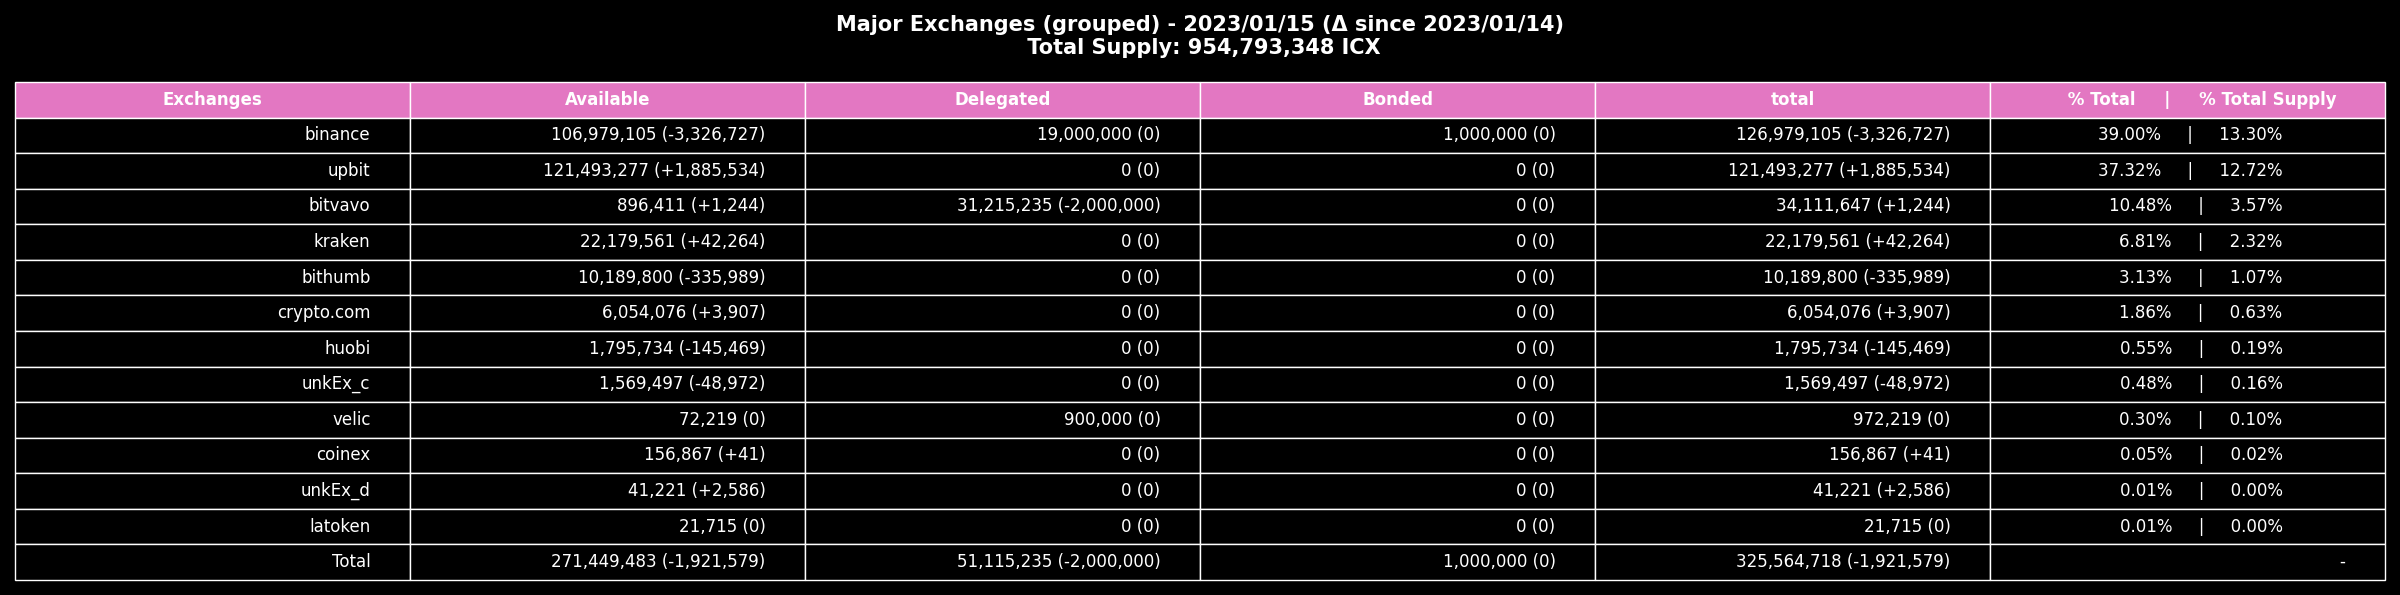 Major Exchanges (grouped) - 2023/01/15 (Δ since 2023/01/14)
Total Supply: 954,793,348 ICX
Exchanges Available Delegated Bonded total % Total | % Total Supply
binance 106,979,105 (-3,326,727) 19,000,000 (0) 1,000,000 (0) 126,979,105 (-3,326,727) 39.00% | 13.30%
upbit 121,493,277 (+1,885,534) 0 (0) 0 (0) 121,493,277 (+1,885,534) 37.32% | 12.72%
bitvavo 896,411 (+1,244) 31,215,235 (-2,000,000) 0 (0) 34,111,647 (+1,244) 10.48% | 3.57%
kraken 22,179,561 (+42,264) 0 (0) 0 (0) 22,179,561 (+42,264) 6.81% | 2.32%
bithumb 10,189,800 (-335,989) 0 (0) 0 (0) 10,189,800 (-335,989) 3.13% | 1.07%
crypto.com 6,054,076 (+3,907) 0 (0) 0 (0) 6,054,076 (+3,907) 1.86% | 0.63%
huobi 1,795,734 (-145,469) 0 (0) 0 (0) 1,795,734 (-145,469) 0.55% | 0.19%
unkEx_c 1,569,497 (-48,972) 0 (0) 0 (0) 1,569,497 (-48,972) 0.48% | 0.16%
velic 72,219 (0) 900,000 (0) 0 (0) 972,219 (0) 0.30% | 0.10%
coinex 156,867 (+41) 0 (0) 0 (0) 156,867 (+41) 0.05% | 0.02%
unkEx_d 41,221 (+2,586) 0 (0) 0 (0) 41,221 (+2,586) 0.01% | 0.00%
latoken 21,715 (0) 0 (0) 0 (0) 21,715 (0) 0.01% | 0.00%
Total 271,449,483 (-1,921,579) 51,115,235 (-2,000,000) 1,000,000 (0) 325,564,718 (-1,921,579) -